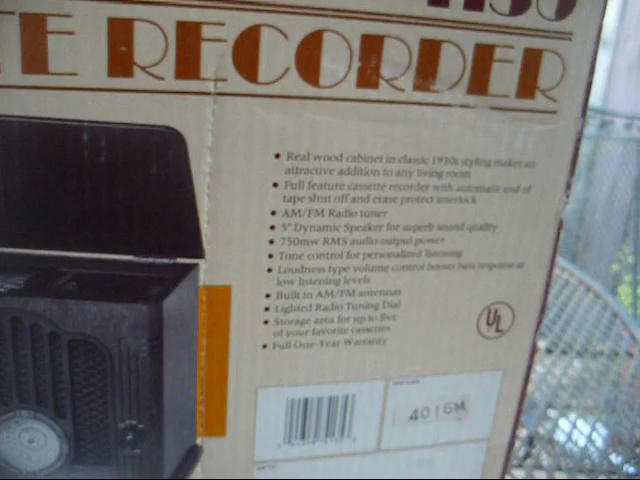 TE RECORDER
• Real wood cabinet in classic 1930s styling makes an
attractive addition to any living room
• Full feature cassette recorder with automatic end of
tape shut off and erase protect interlock
• AM/FM Radio tuner
• 5" Dynamic Speaker for superb sound quality
• 750mw RMS audio output power
• Tone control for personalized listening
• Loudness type volume control boosts bass response at
low listening levels
• Built in AM/FM antennas
• Lighted Radio Tuning Dial
• Storage area for up to five
of your favorite cassettes
• Full One-Year Warranty
UL
4016M